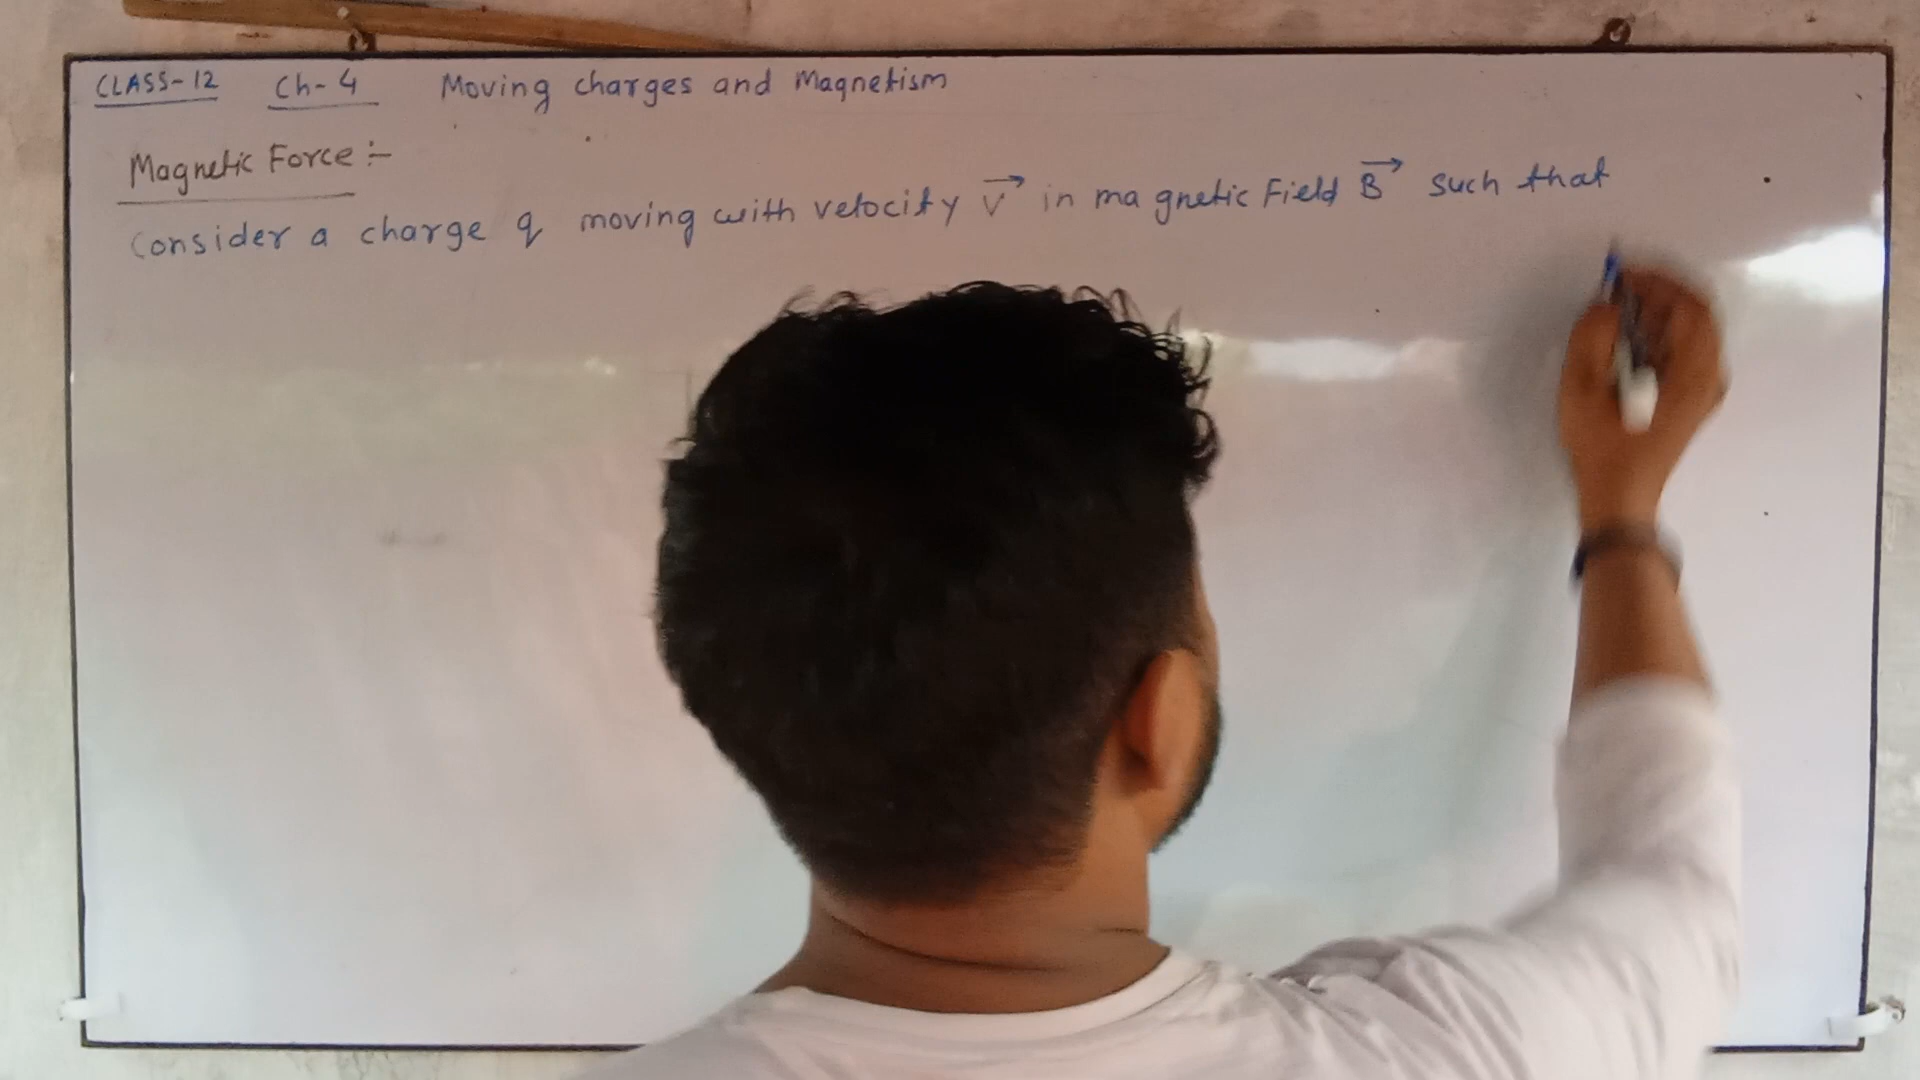 CLASS-12 Ch-4 Moving charges and Magnetism
Magnetic Force :-
Consider a charge q moving with velocity V⃗ in magnetic Field B⃗ such that